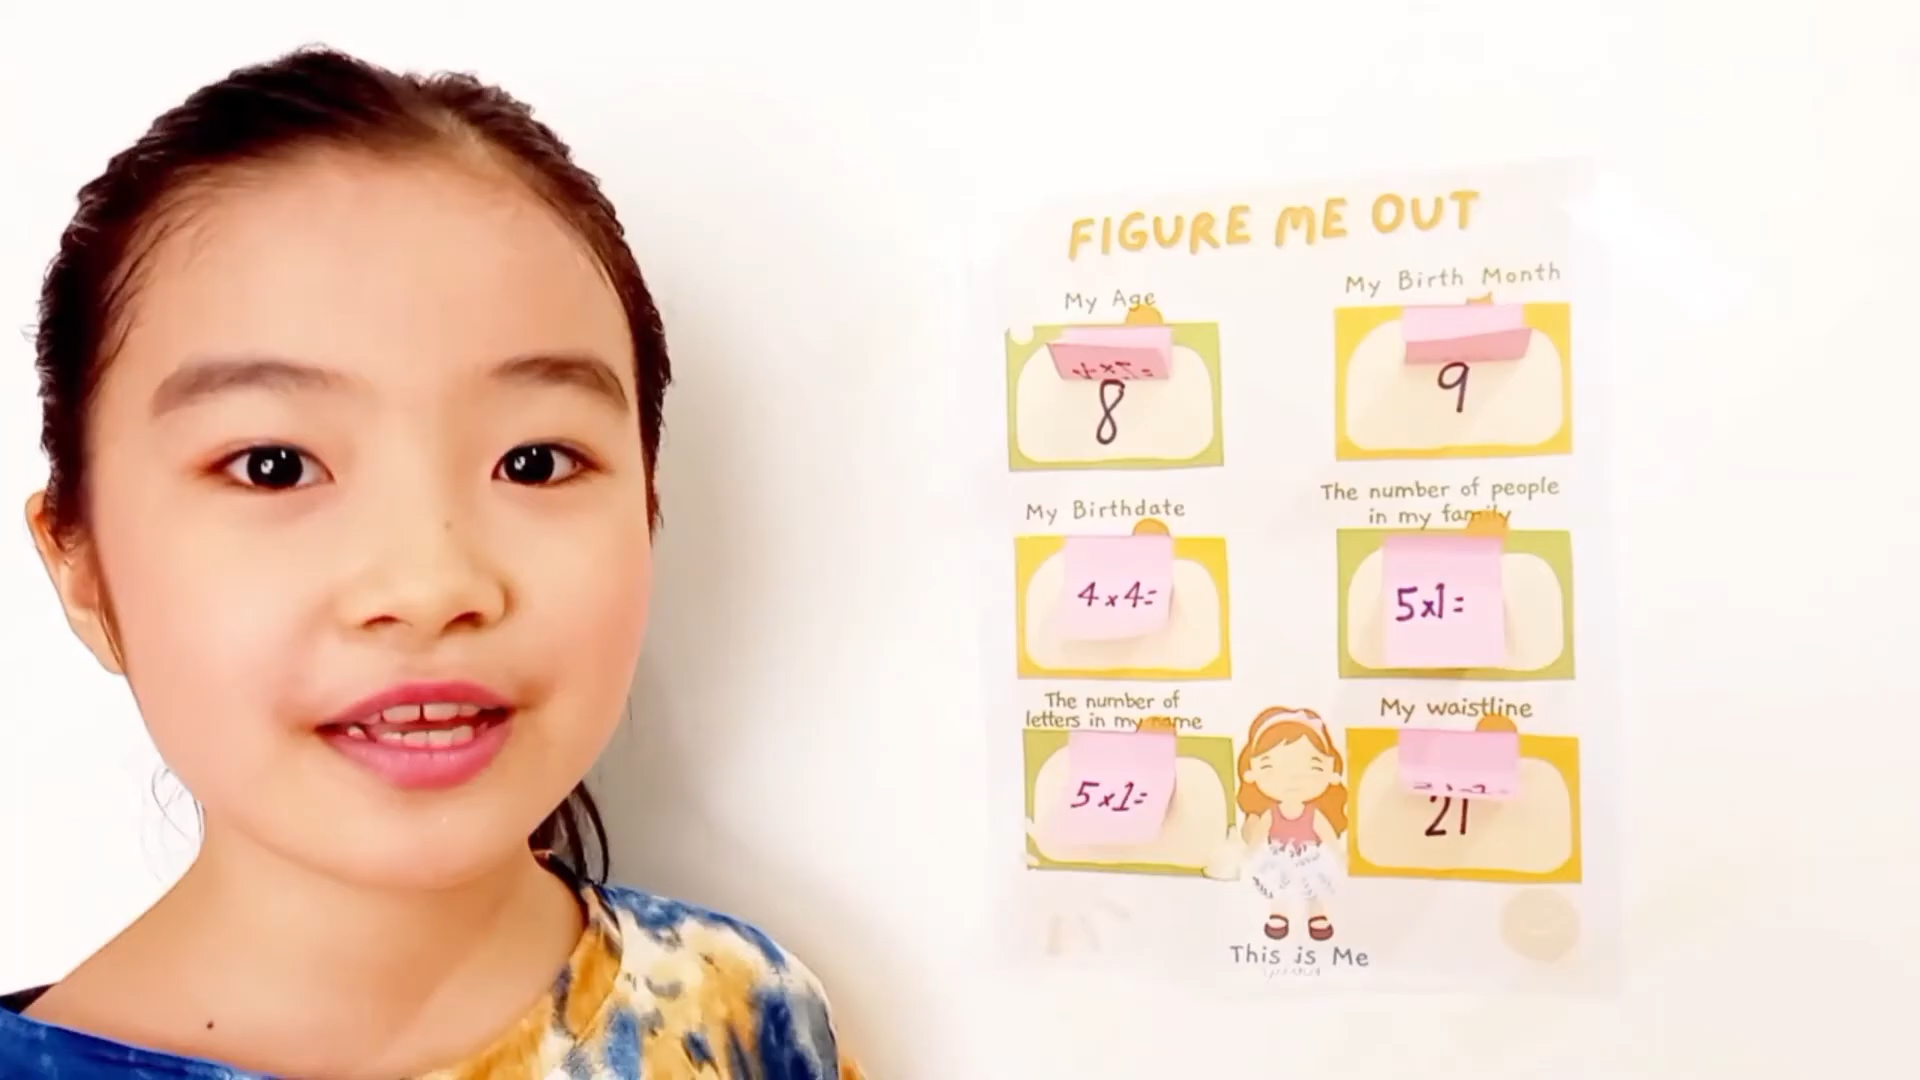 FIGURE ME OUT
My Age
My Birth Month
8
9
My Birthdate
The number of people
in my family
4x4=
5x1=
The number of
letters in my name
My waistline
5x1=
21
This is Me